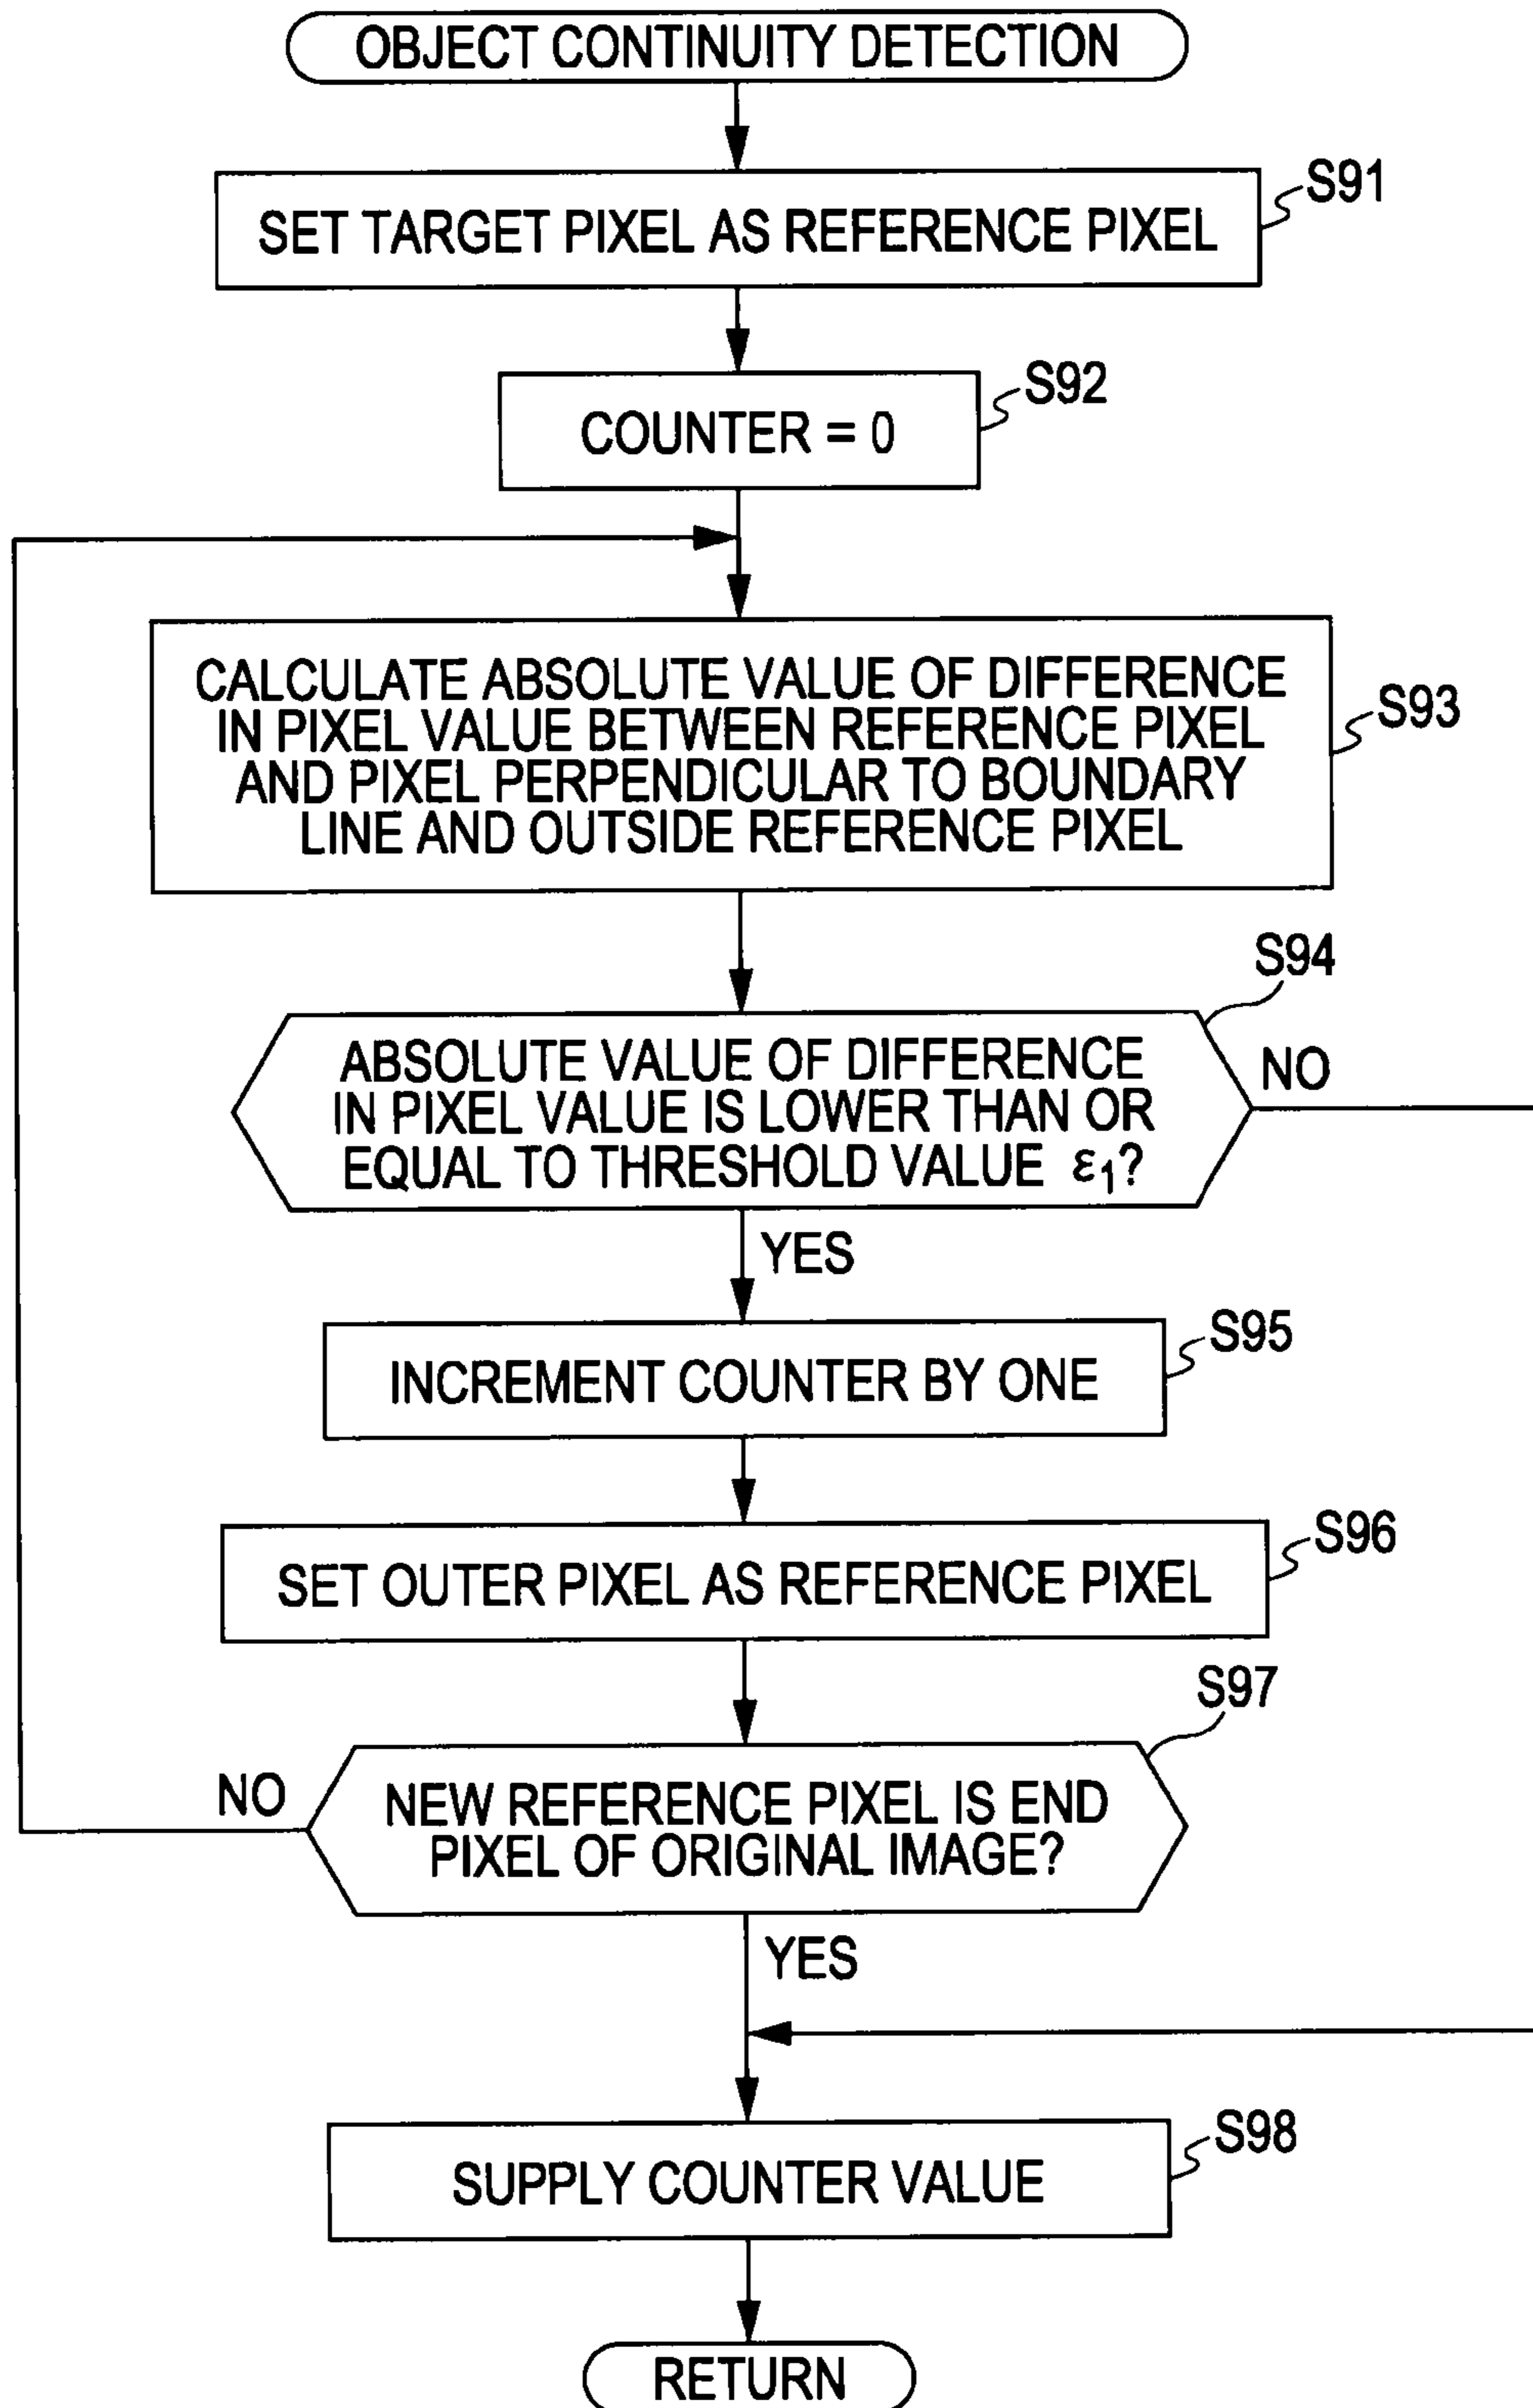 OBJECT CONTINUITY DETECTION
S91
SET TARGET PIXEL AS REFERENCE PIXEL
S92
COUNTER = 0
S93
CALCULATE ABSOLUTE VALUE OF DIFFERENCE
IN PIXEL VALUE BETWEEN REFERENCE PIXEL
AND PIXEL PERPENDICULAR TO BOUNDARY
LINE AND OUTSIDE REFERENCE PIXEL
S94
ABSOLUTE VALUE OF DIFFERENCE
IN PIXEL VALUE IS LOWER THAN OR
EQUAL TO THRESHOLD VALUE ε₁?
NO
YES
S95
INCREMENT COUNTER BY ONE
S96
SET OUTER PIXEL AS REFERENCE PIXEL
S97
NO
NEW REFERENCE PIXEL IS END
PIXEL OF ORIGINAL IMAGE?
YES
S98
SUPPLY COUNTER VALUE
RETURN